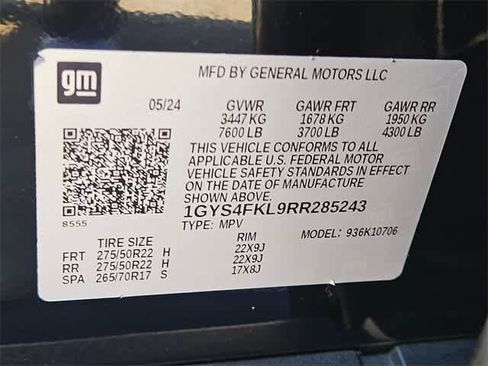 gm
MFD BY GENERAL MOTORS LLC
05/24 GVWR GAWR FRT GAWR RR
3447 KG 1678 KG 1950 KG
7600 LB 3700 LB 4300 LB
THIS VEHICLE CONFORMS TO ALL
APPLICABLE U.S. FEDERAL MOTOR
VEHICLE SAFETY STANDARDS IN EFFECT
ON THE DATE OF MANUFACTURE
SHOWN ABOVE.
8555 1GYS4FKL9RR285243
TYPE: MPV MODEL: 936K10706
TIRE SIZE RIM
FRT 275/50R22 H 22X9J
RR 275/50R22 H 22X9J
SPA 265/70R17 S 17X8J